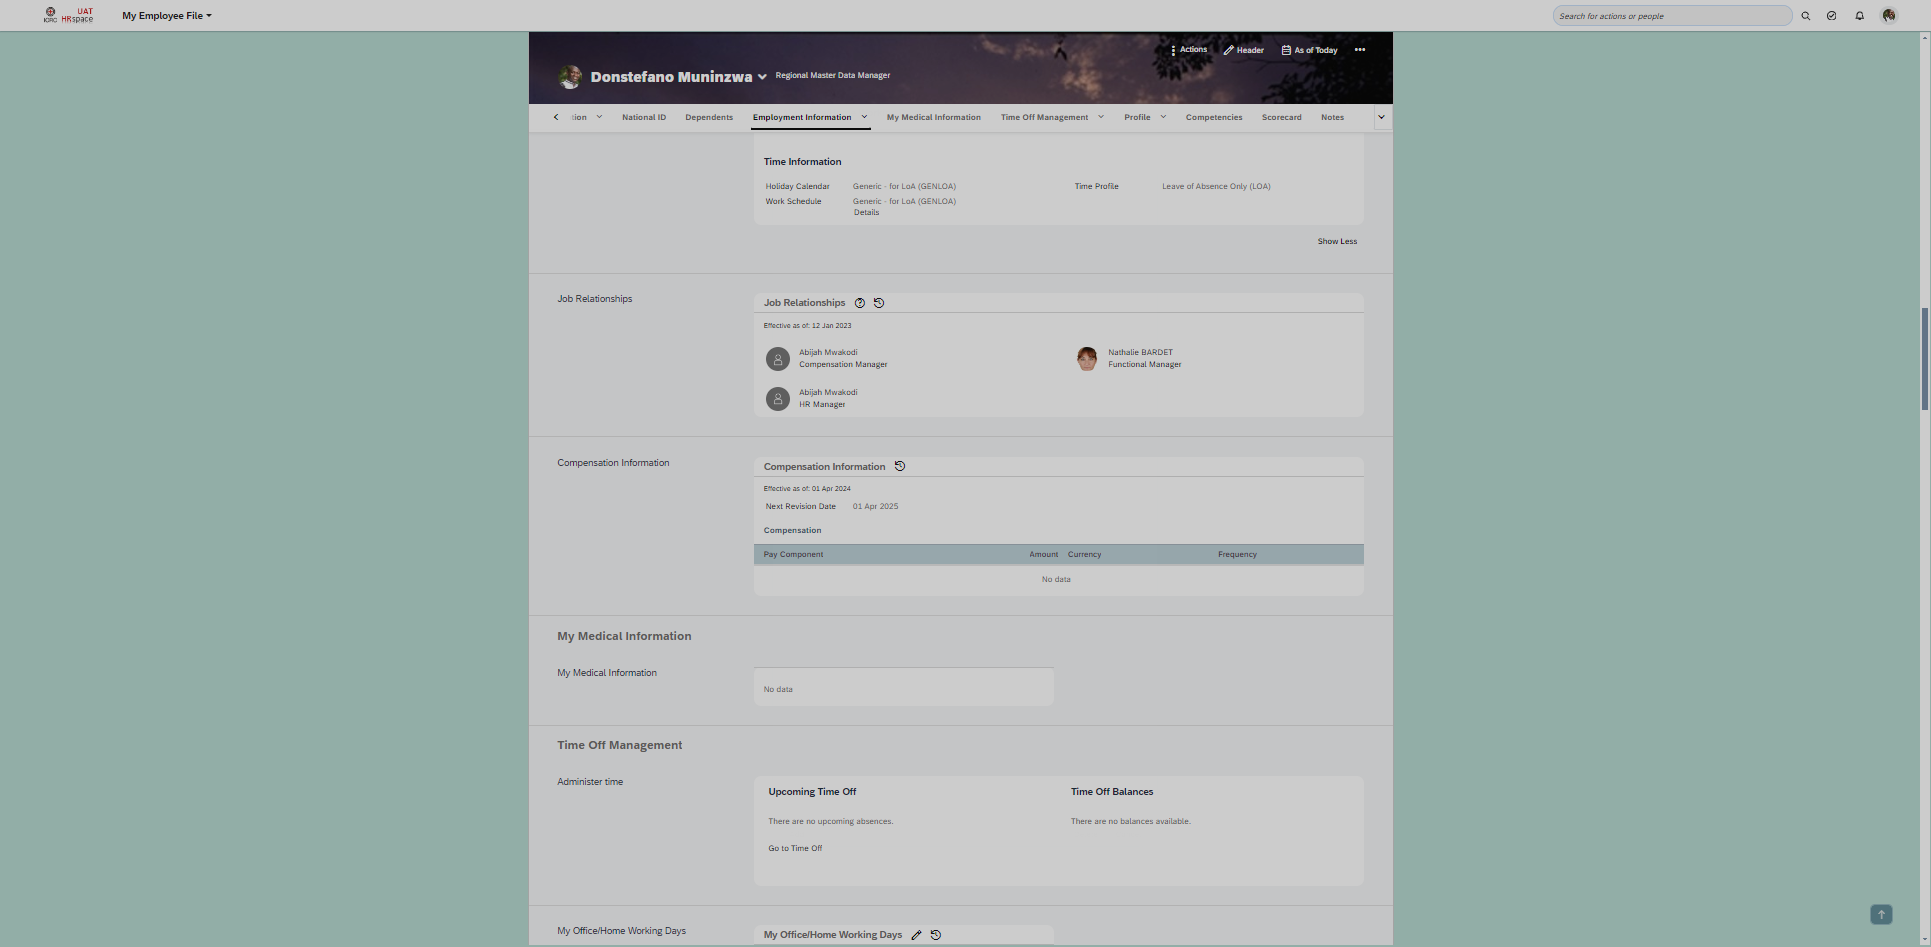 ICRC
UAT
HRspace
My Employee File
Search for actions or people
Actions
Header
As of Today
Donstefano Muninzwa
Regional Master Data Manager
tion
National ID
Dependents
Employment Information
My Medical Information
Time Off Management
Profile
Competencies
Scorecard
Notes
Time Information
Holiday Calendar
Generic - for LoA (GENLOA)
Time Profile
Leave of Absence Only (LOA)
Work Schedule
Generic - for LoA (GENLOA)
Details
Show Less
Job Relationships
Job Relationships
Effective as of: 12 Jan 2023
Abijah Mwakodi
Compensation Manager
Nathalie BARDET
Functional Manager
Abijah Mwakodi
HR Manager
Compensation Information
Compensation Information
Effective as of: 01 Apr 2024
Next Revision Date
01 Apr 2025
Compensation
Pay Component
Amount
Currency
Frequency
No data
My Medical Information
My Medical Information
No data
Time Off Management
Administer time
Upcoming Time Off
Time Off Balances
There are no upcoming absences.
There are no balances available.
Go to Time Off
My Office/Home Working Days
My Office/Home Working Days